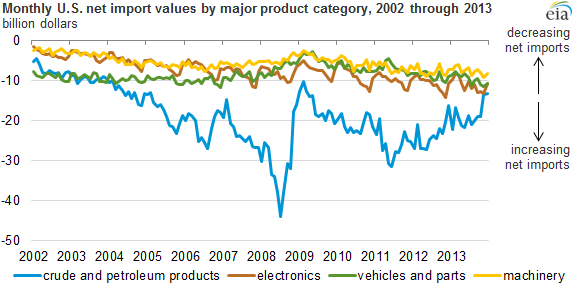 Monthly U.S. net import values by major product category, 2002 through 2013
billion dollars
eia
decreasing
net imports
increasing
net imports
0
-10
-20
-30
-40
-50
2002 2003 2004 2005 2006 2007 2008 2009 2010 2011 2012 2013
crude and petroleum products electronics vehicles and parts machinery